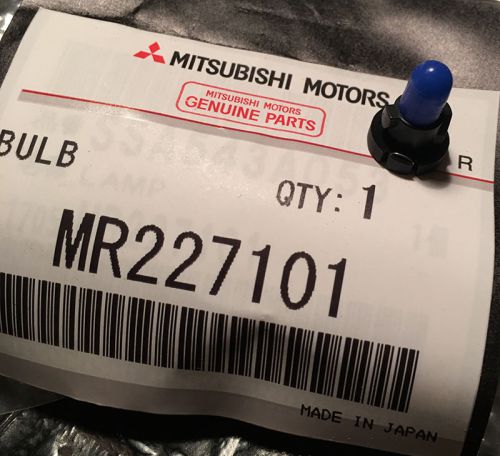 MITSUBISHI MOTORS
MITSUBISHI MOTORS
GENUINE PARTS
R
BULB
QTY: 1
MR227101
MADE IN JAPAN